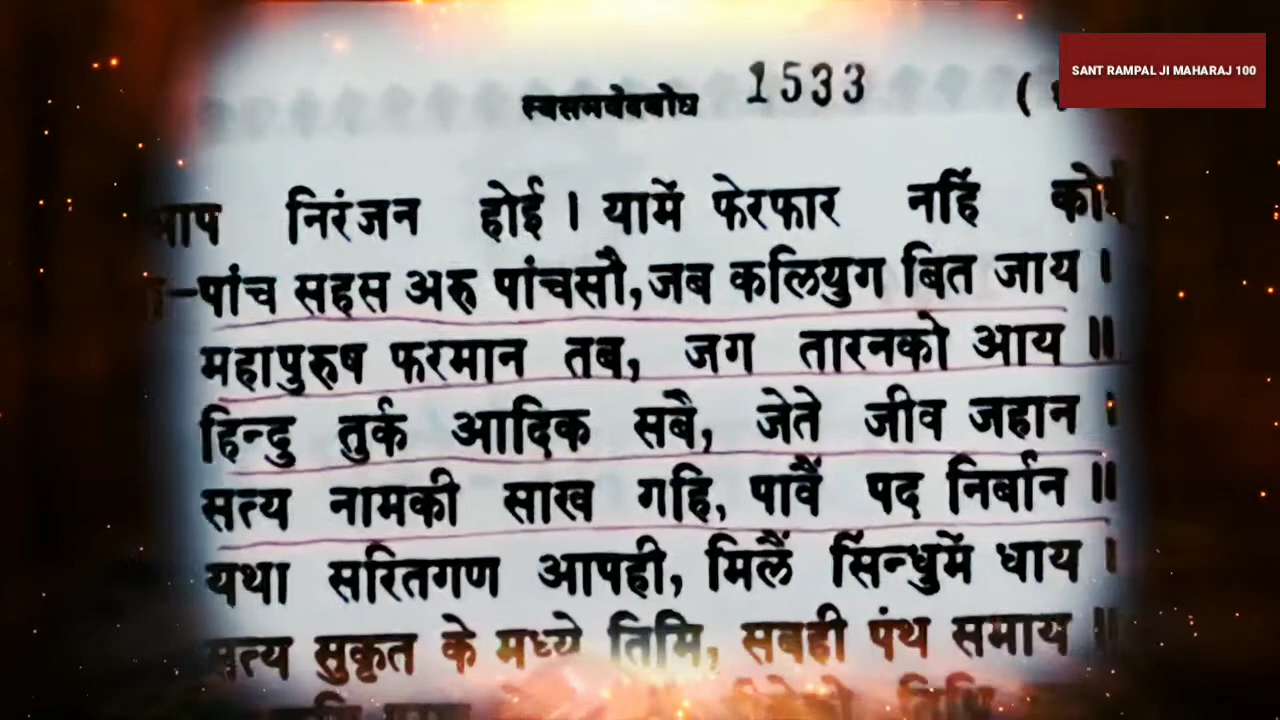 SANT RAMPAL JI MAHARAJ 100
स्वसमवेदबोध 1533 (
निरंजन होई । यामें फेरफार नहिं
पांच सहस अरु पांचसौ, जब कलियुग बित जाय ।
महापुरुष फरमान तब, जग तारनको आय ॥
हिन्दु तुर्क आदिक सबै, जेते जीव जहान ।
सत्य नामकी साख गहि, पावैं पद निर्बान ॥
यथा सरितगण आपही, मिलैं सिंन्धुमें धाय ।
सत्य सुकृत के मध्ये तिमि, सबही पंथ समाय ॥